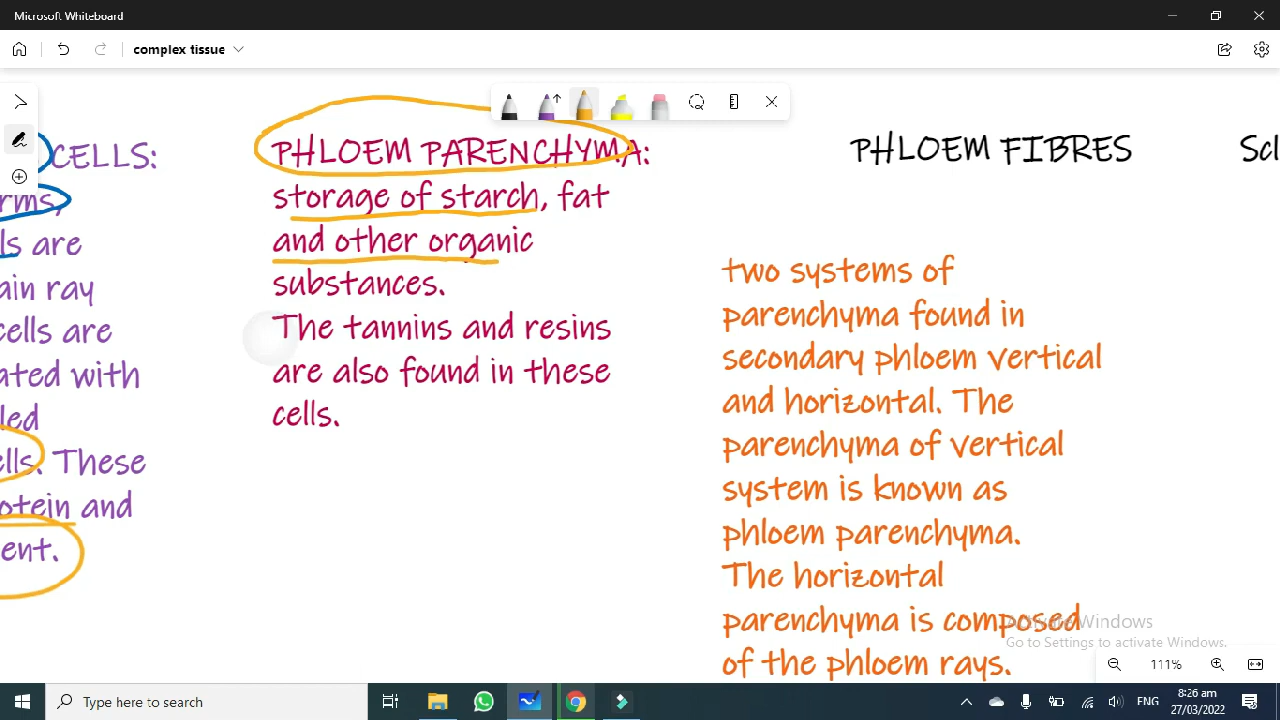 Microsoft Whiteboard
complex tissue
CELLS:
rms,
ls are
ain ray
cells are
ated with
led
ells. These
otein and
ent.
PHLOEM PARENCHYMA:
storage of starch, fat
and other organic
substances.
The tannins and resins
are also found in these
cells.
PHLOEM FIBRES
Scl
two systems of
parenchyma found in
secondary phloem vertical
and horizontal. The
parenchyma of vertical
system is known as
phloem parenchyma.
The horizontal
parenchyma is composed
of the phloem rays.
Activate Windows
Go to Settings to activate Windows.
111%
Type here to search
ENG
8:26 am
27/03/2022